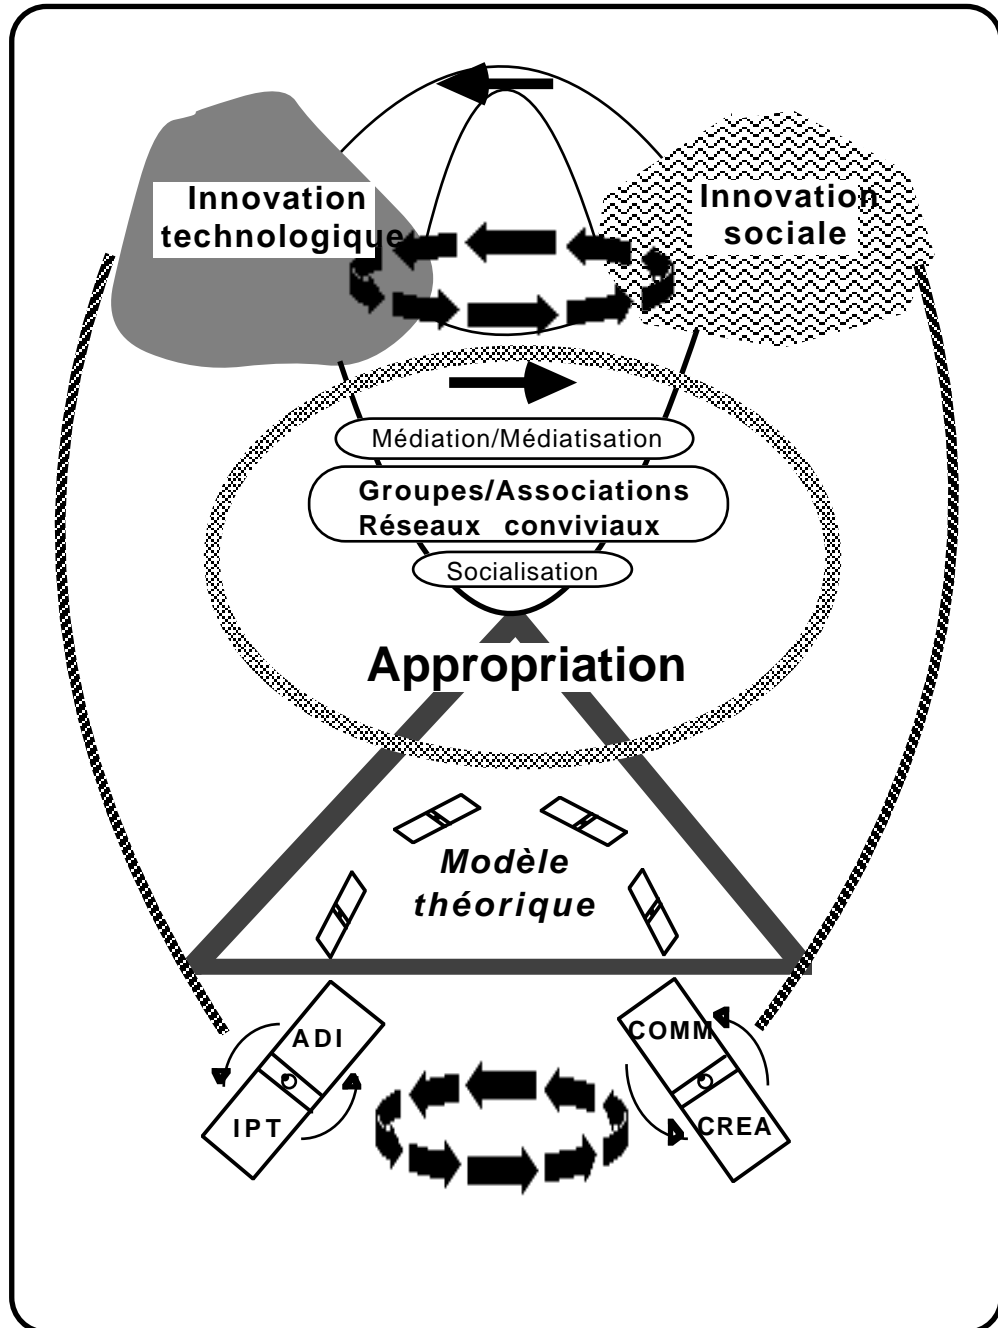 Innovation
technologique
Innovation
sociale
Médiation/Médiatisation
Groupes/Associations
Réseaux conviviaux
Socialisation
Appropriation
Modèle
théorique
ADI
IPT
COMM
CREA